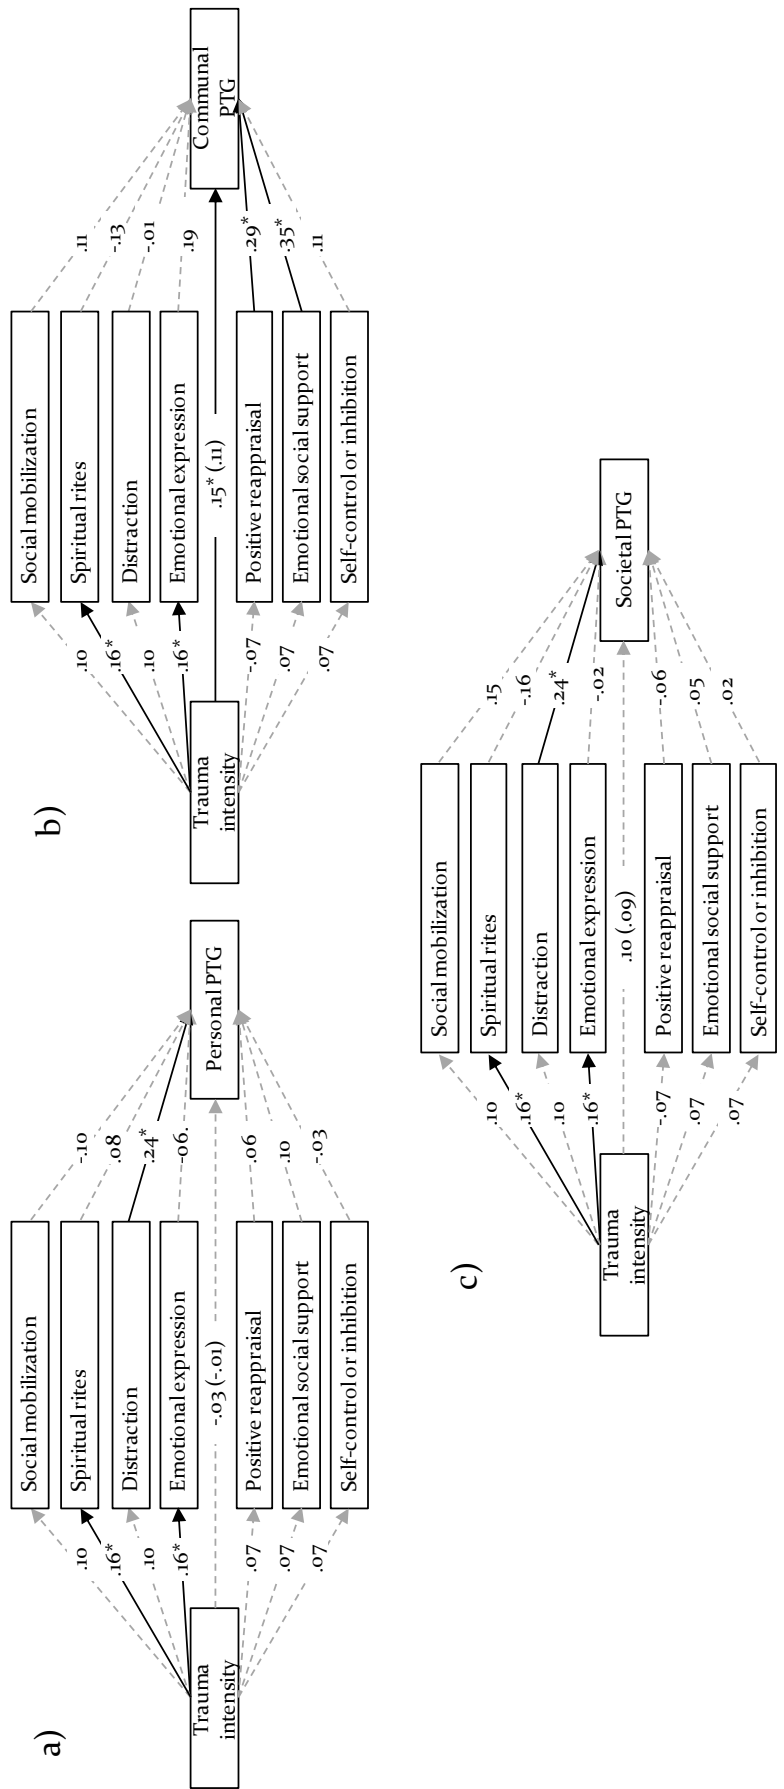 a)
Trauma
intensity
.10
.16*
.10
.16*
.07
.07
.07
Social mobilization
Spiritual rites
Distraction
Emotional expression
-.03 (-.01)
Positive reappraisal
Emotional social support
Self-control or inhibition
-.10
.08
.24*
-.06.
.06
.10
-.03
Personal PTG
b)
Trauma
intensity
.10
.16*
.10
.16*
-.07
.07
.07
Social mobilization
Spiritual rites
Distraction
Emotional expression
.15* (.11)
Positive reappraisal
Emotional social support
Self-control or inhibition
.11
-.13
-.01
.19
.29*
.35*
.11
Communal
PTG
c)
Trauma
intensity
.10
.16*
.10
.16*
-.07
.07
.07
Social mobilization
Spiritual rites
Distraction
Emotional expression
.10 (.09)
Positive reappraisal
Emotional social support
Self-control or inhibition
.15
-.16
.24*
-.02
-.06
.05
.02
Societal PTG